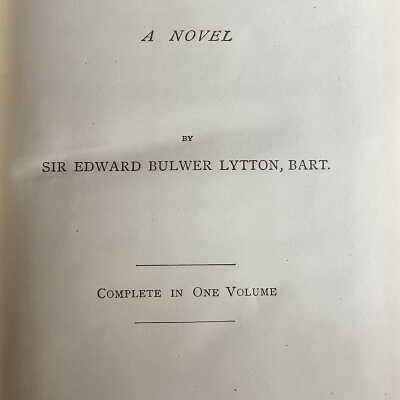 A NOVEL
BY
SIR EDWARD BULWER LYTTON, BART.
COMPLETE IN ONE VOLUME